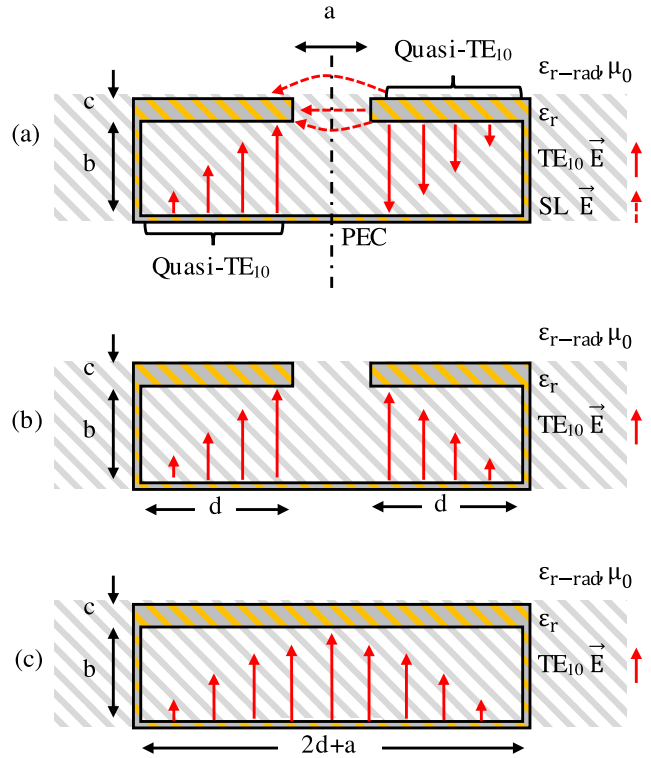 a
Quasi-TE₁₀
εr−rad, μ₀
c
(a)
εr
b
TE₁₀ E⃗
SL E⃗
PEC
Quasi-TE₁₀
εr−rad, μ₀
c
εr
(b)
b
TE₁₀ E⃗
d
d
εr−rad, μ₀
c
εr
(c)
b
TE₁₀ E⃗
2d+a